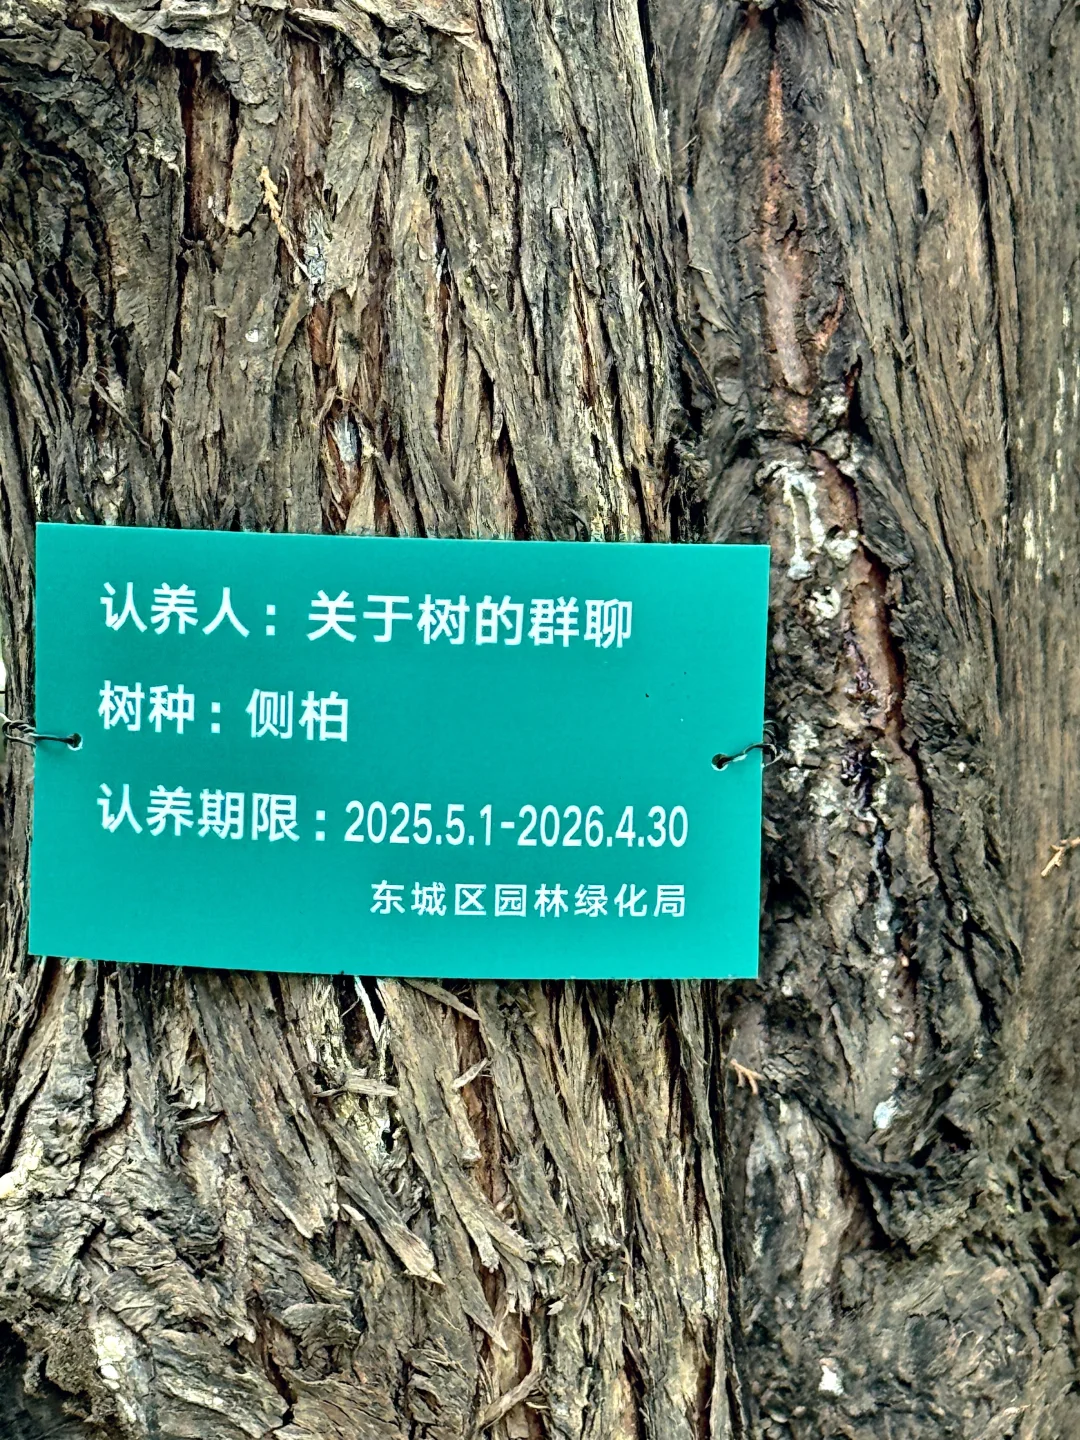 认养人：关于树的群聊
树种：侧柏
认养期限：2025.5.1-2026.4.30
东城区园林绿化局